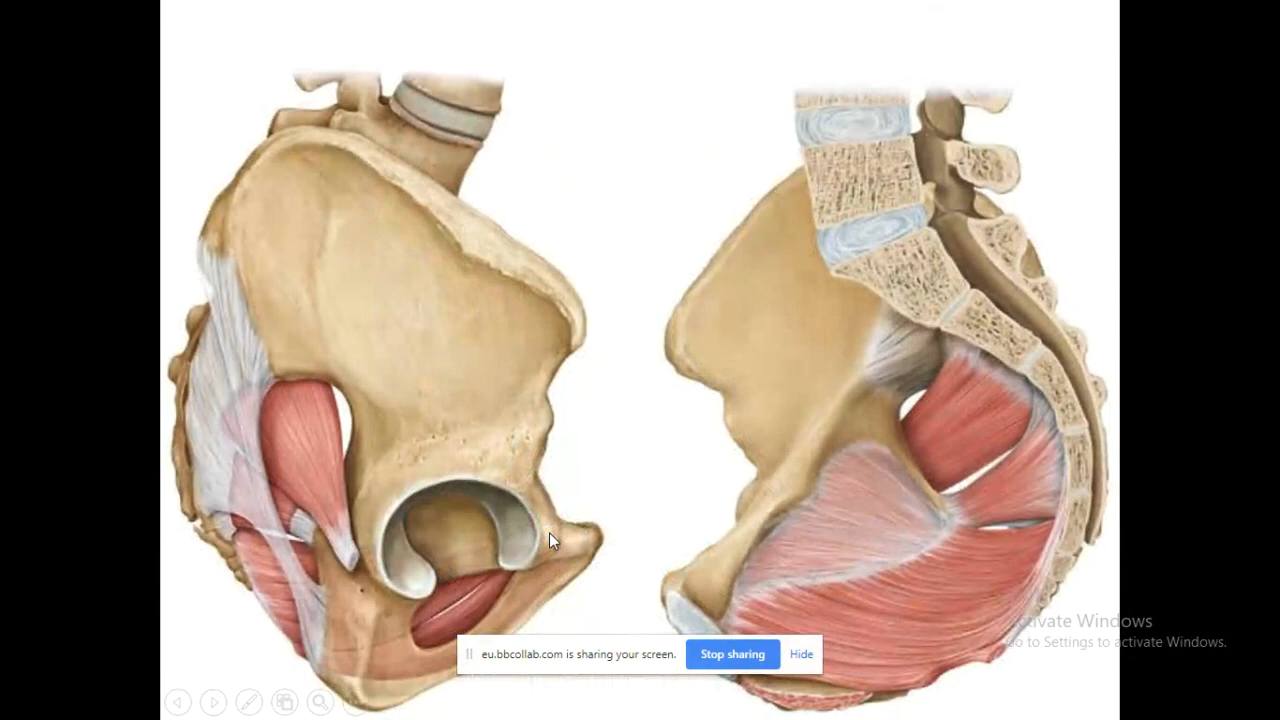 Activate Windows
Go to Settings to activate Windows.
eu.bbcollab.com is sharing your screen.
Stop sharing
Hide